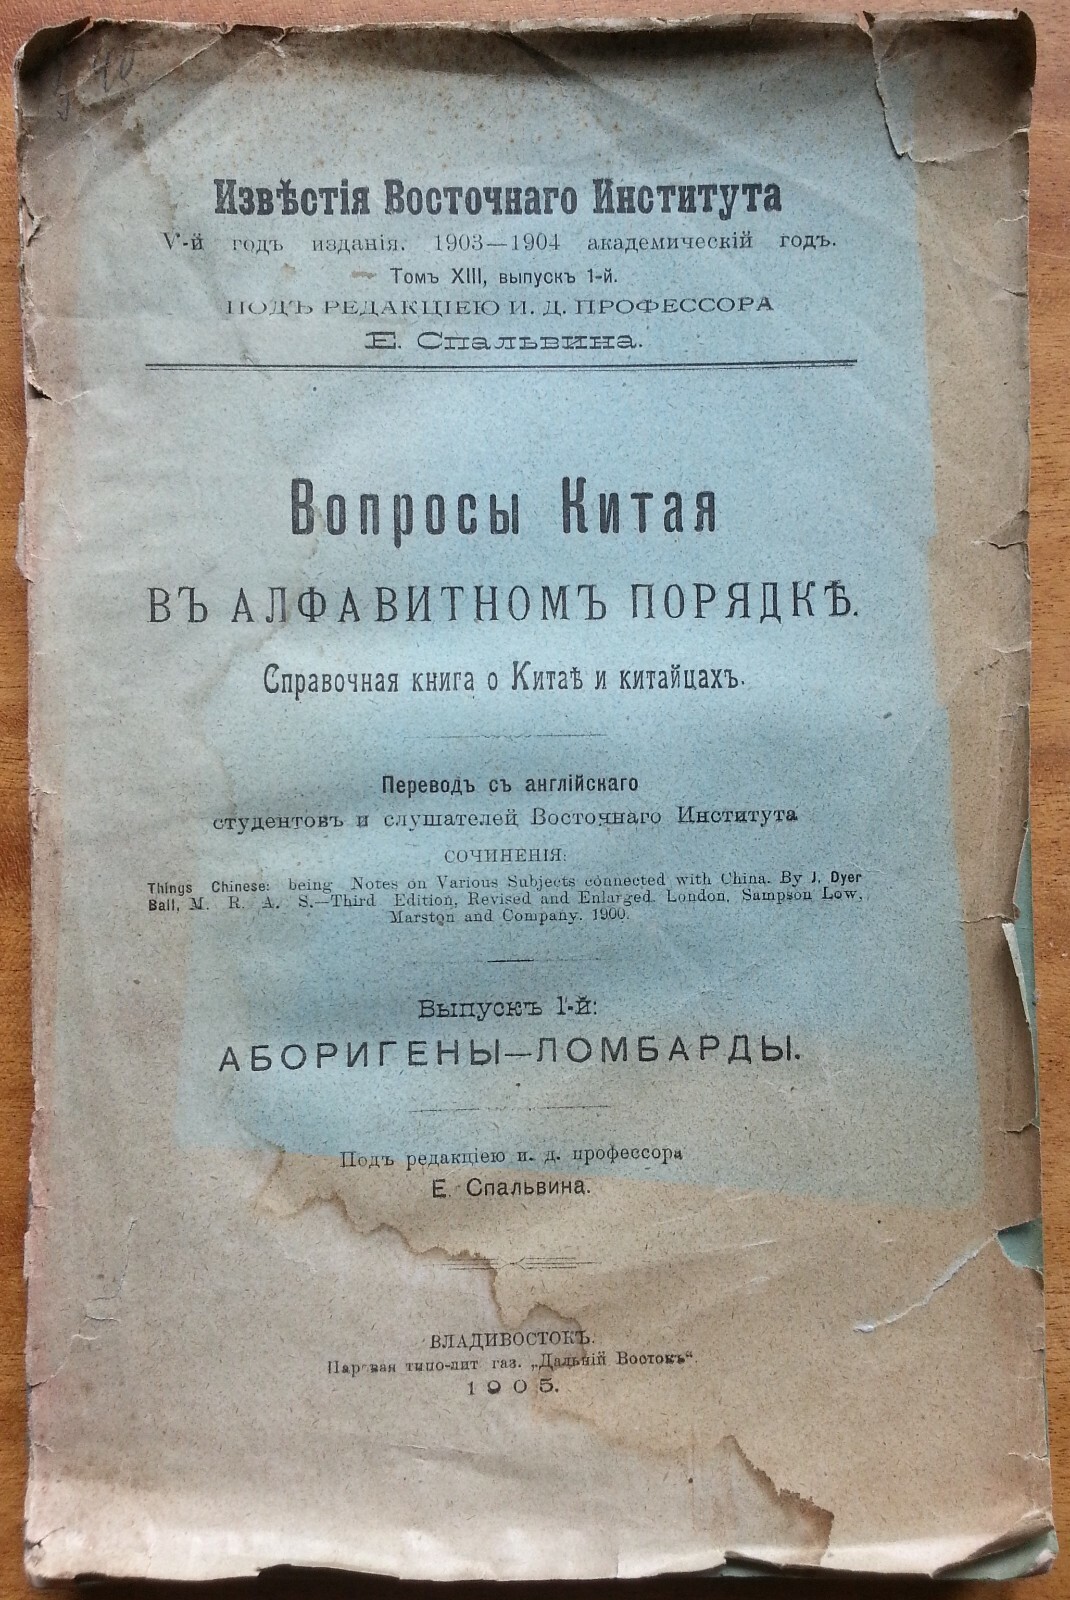 Извѣстія Восточнаго Института
V-й годъ изданія. 1903—1904 академическій годъ.
Томъ XIII, выпускъ 1-й.
ПОДЪ РЕДАКЦІЕЮ И. Д. ПРОФЕССОРА
Е. Спальвина.
Вопросы Китая
ВЪ АЛФАВИТНОМЪ ПОРЯДКѢ.
Справочная книга о Китаѣ и китайцахъ.
Переводъ съ англійскаго
студентовъ и слушателей Восточнаго Института
СОЧИНЕНІЯ:
Things Chinese: being Notes on Various Subjects connected with China. By J. Dyer
Ball, M. R. A. S.—Third Edition, Revised and Enlarged. London, Sampson Low,
Marston and Company. 1900.
Выпускъ 1-й:
АБОРИГЕНЫ—ЛОМБАРДЫ.
Подъ редакціею и. д. профессора
Е. Спальвина.
ВЛАДИВОСТОКЪ.
Паровая типо-лит газ. „Дальній Востокъ“.
1905.